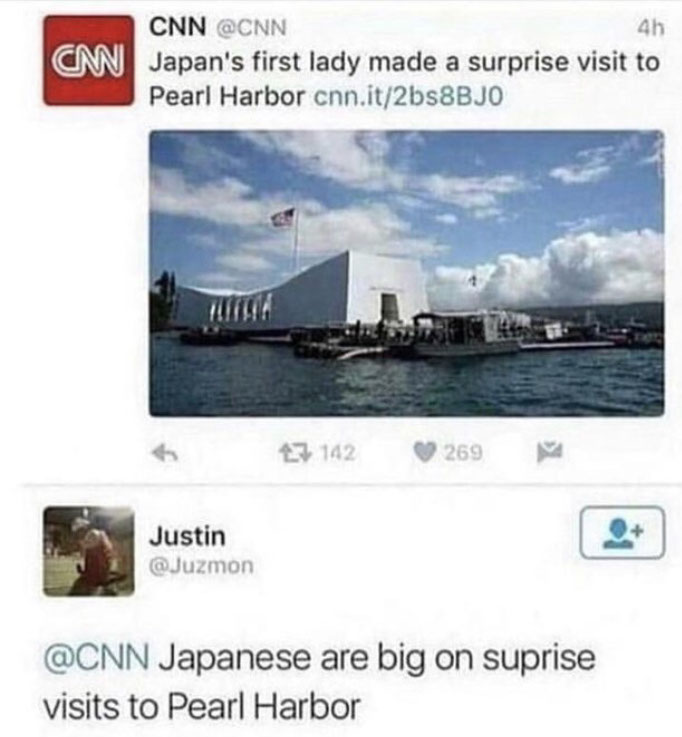 CNN @CNN 4h
CNN Japan's first lady made a surprise visit to
Pearl Harbor cnn.it/2bs8BJ0
142 269
Justin
@Juzmon
@CNN Japanese are big on suprise
visits to Pearl Harbor